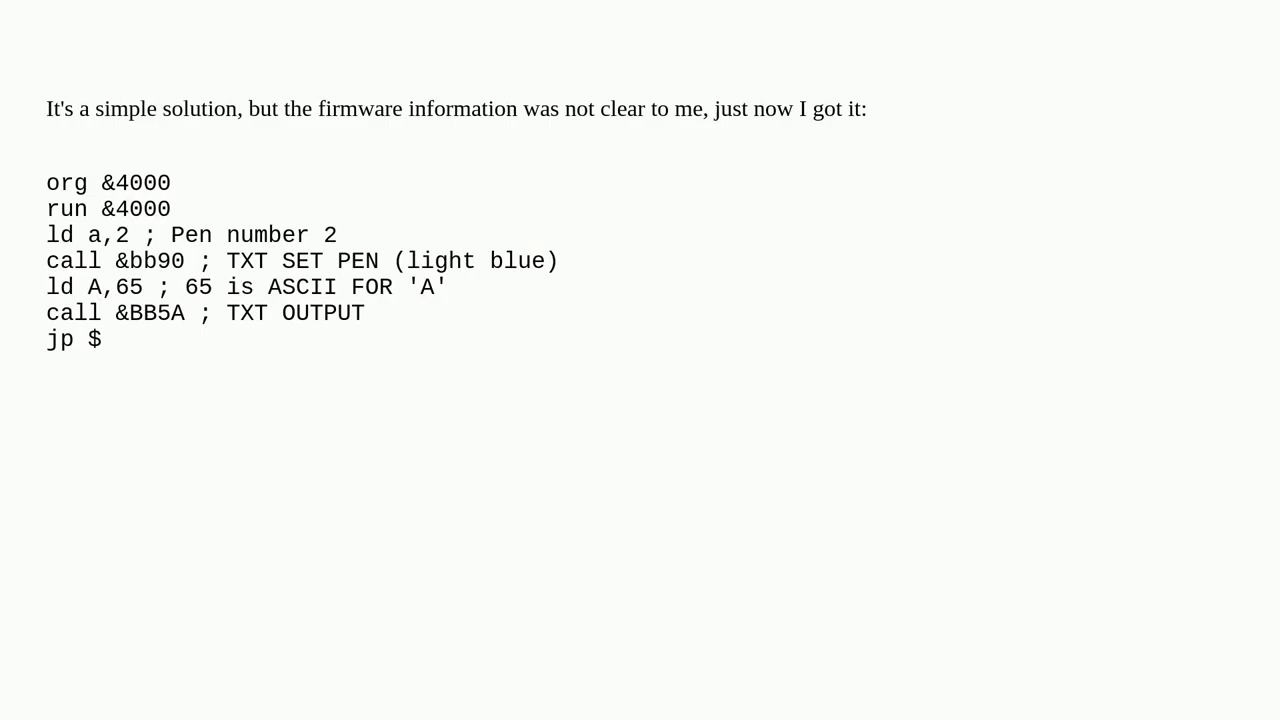 It's a simple solution, but the firmware information was not clear to me, just now I got it:
org &4000
run &4000
ld a,2 ; Pen number 2
call &bb90 ; TXT SET PEN (light blue)
ld A,65 ; 65 is ASCII FOR 'A'
call &BB5A ; TXT OUTPUT
jp $